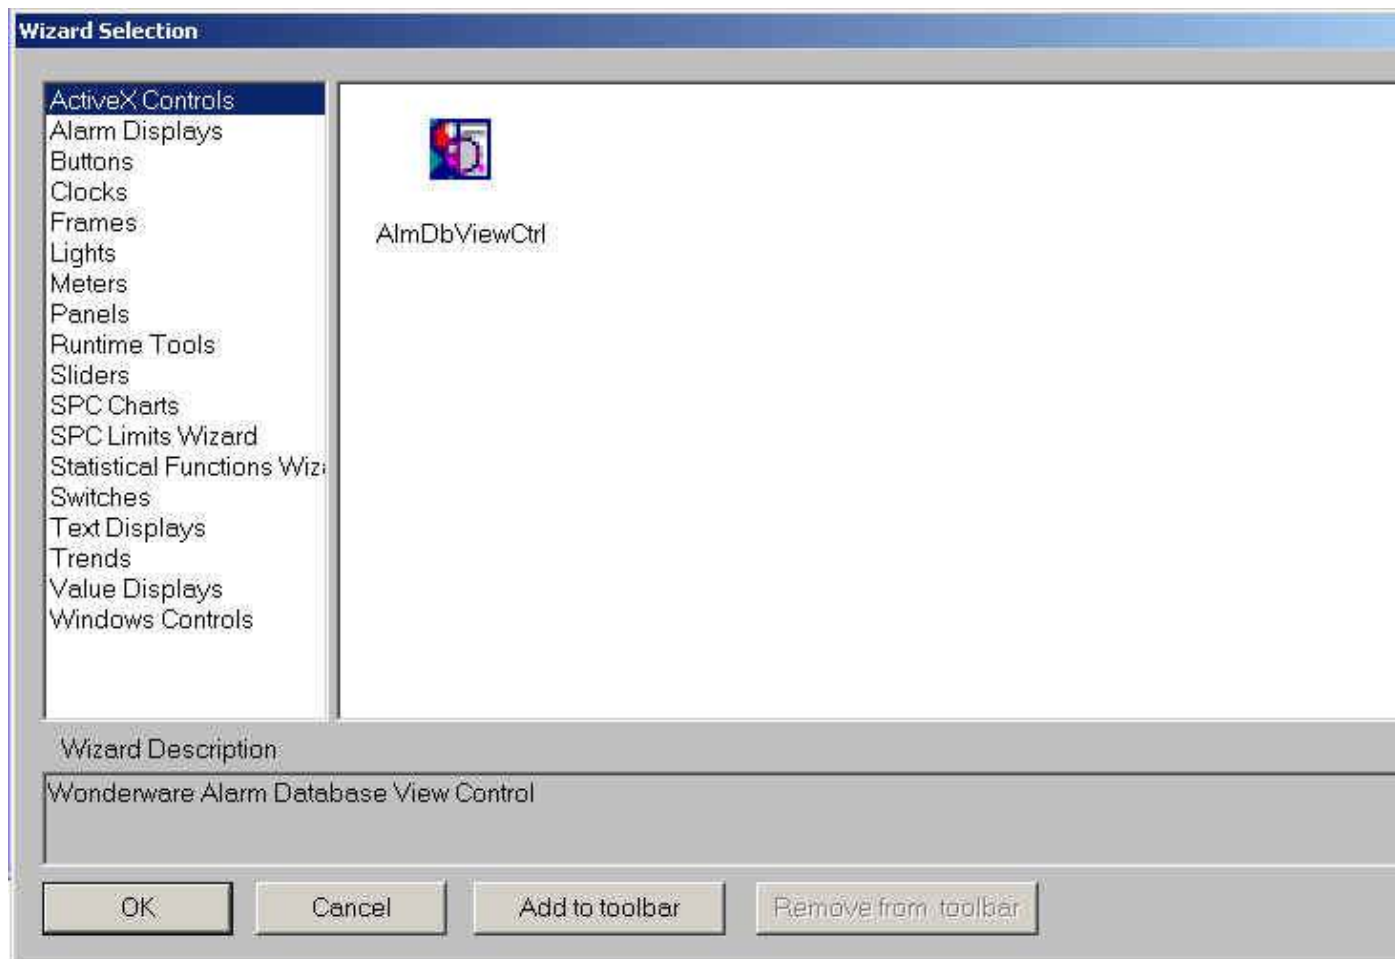 Wizard Selection
ActiveX Controls
Alarm Displays
Buttons
Clocks
Frames
Lights
Meters
Panels
Runtime Tools
Sliders
SPC Charts
SPC Limits Wizard
Statistical Functions Wiz
Switches
Text Displays
Trends
Value Displays
Windows Controls
AlmDbViewCtrl
Wizard Description
Wonderware Alarm Database View Control
OK
Cancel
Add to toolbar
Remove from toolbar